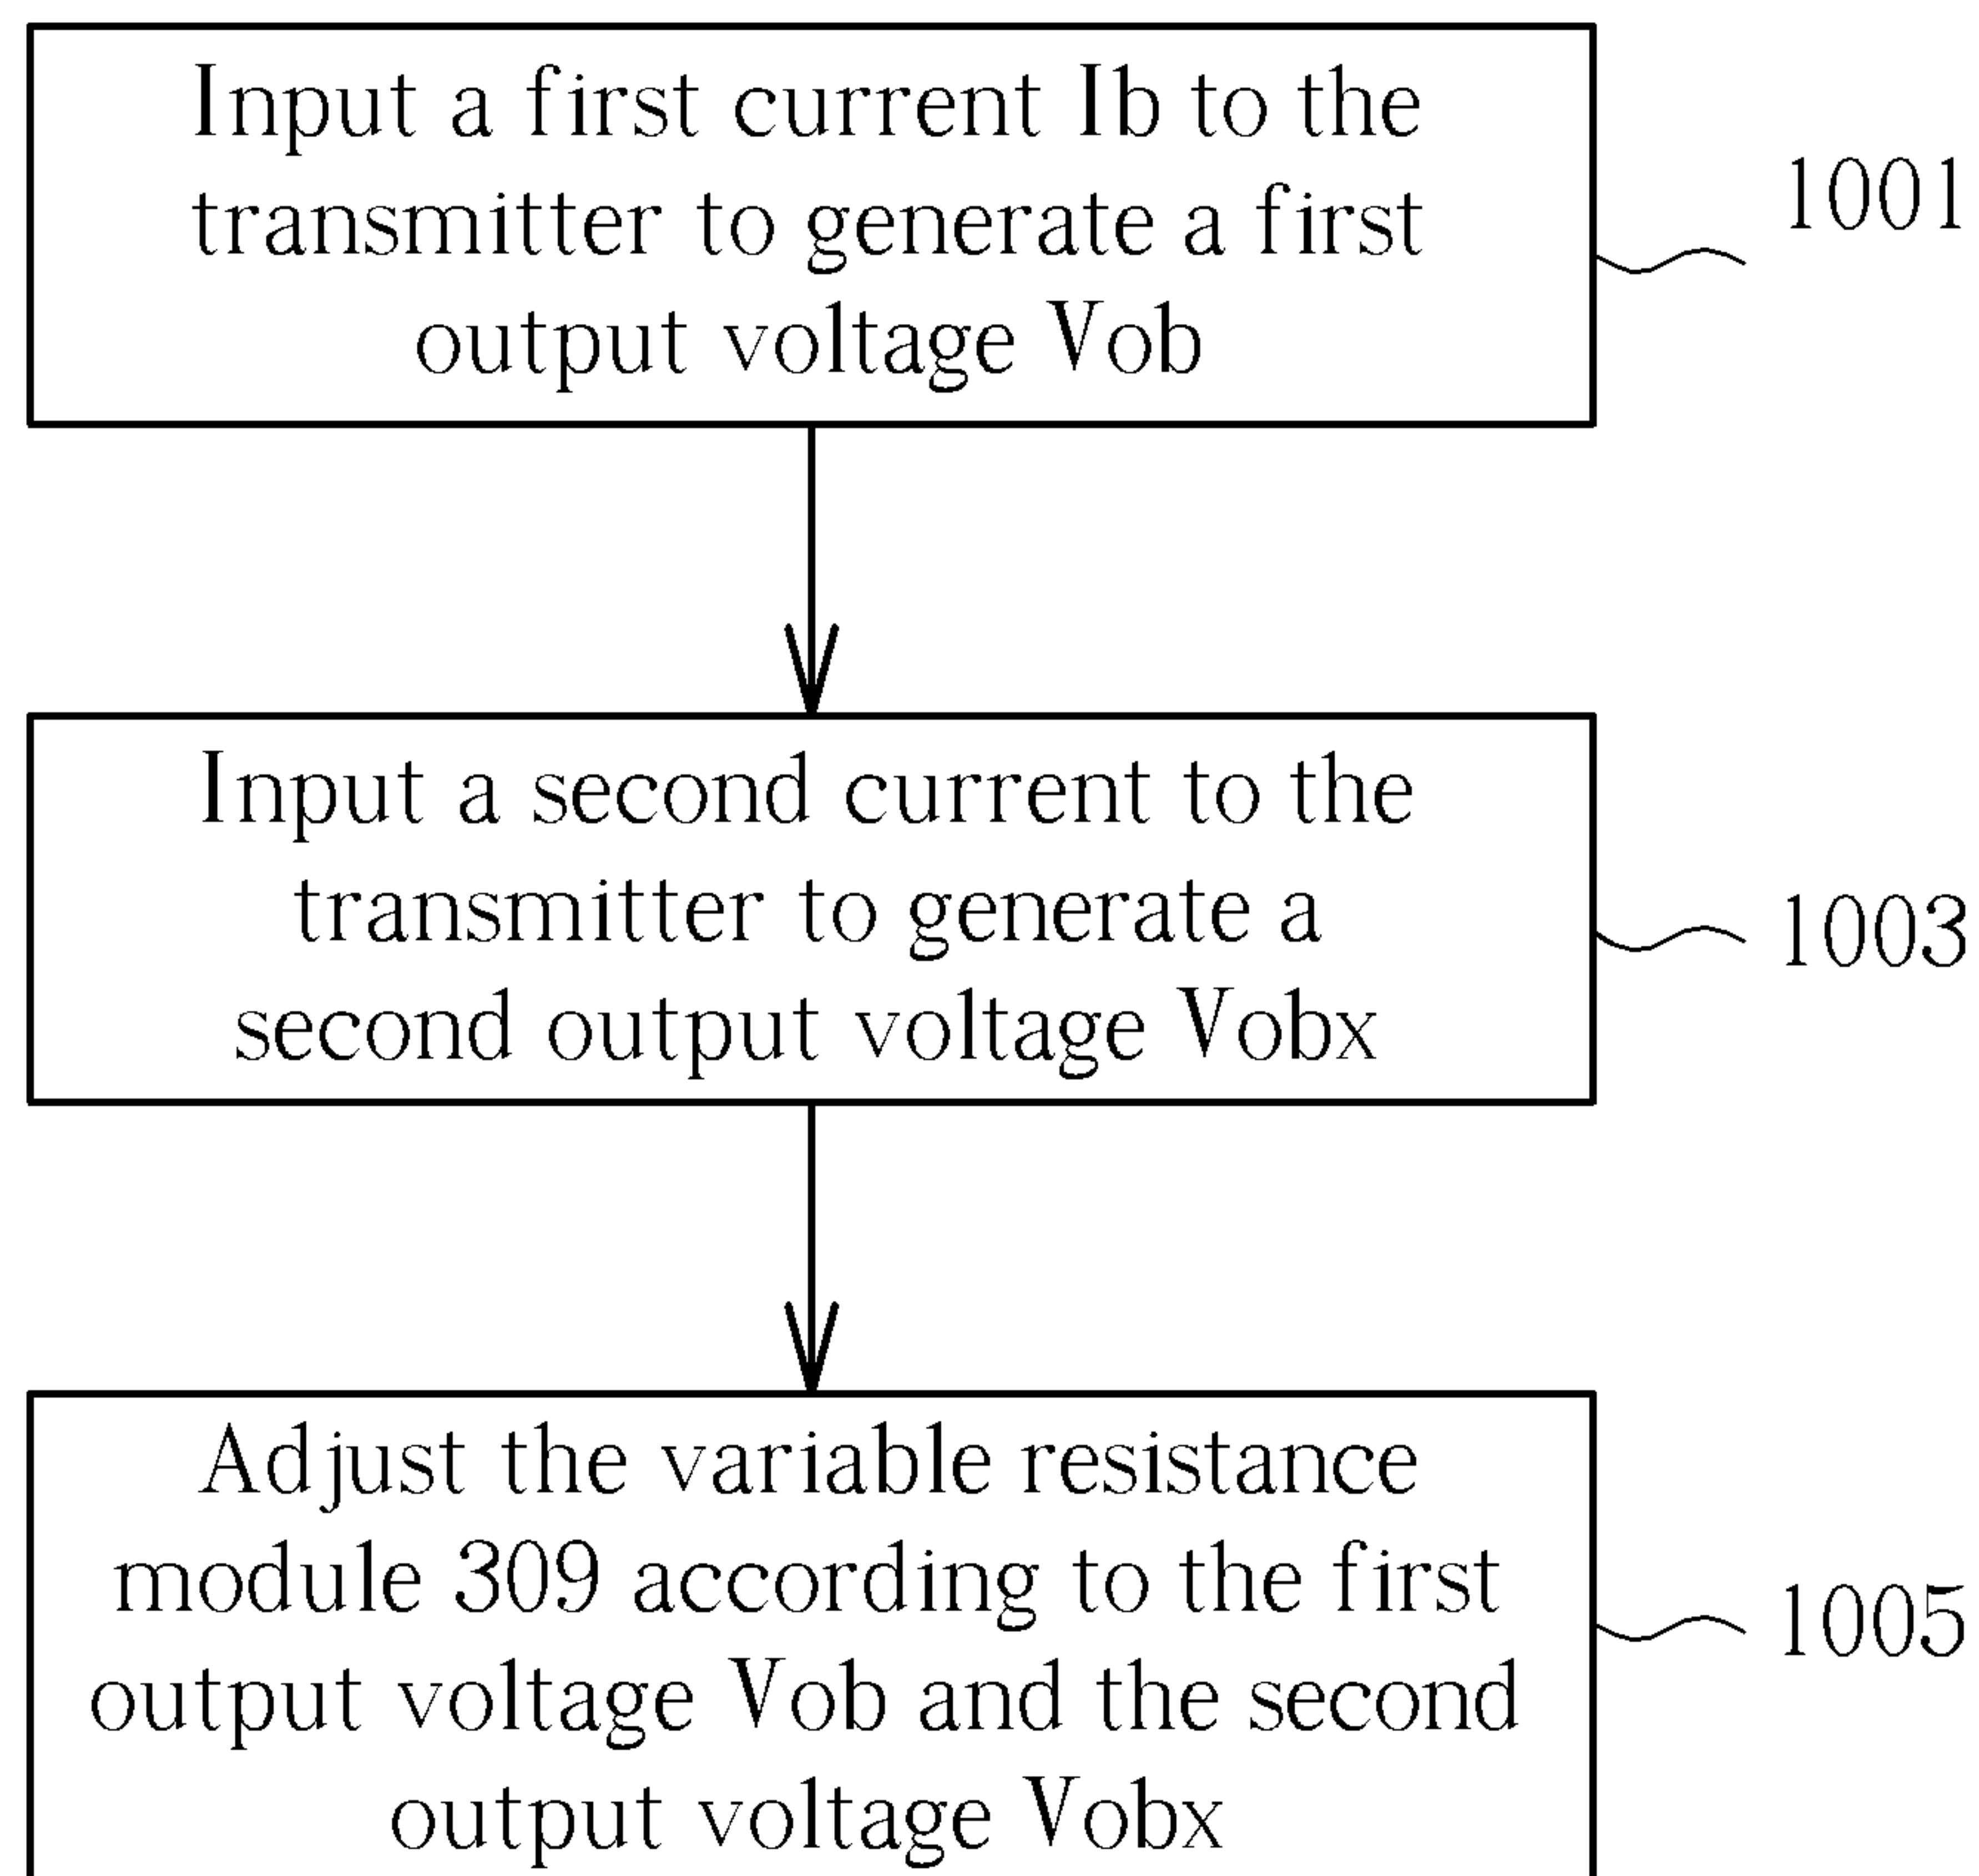 Input a first current Ib to the
transmitter to generate a first
output voltage Vob
1001
Input a second current to the
transmitter to generate a
second output voltage Vobx
1003
Adjust the variable resistance
module 309 according to the first
output voltage Vob and the second
output voltage Vobx
1005